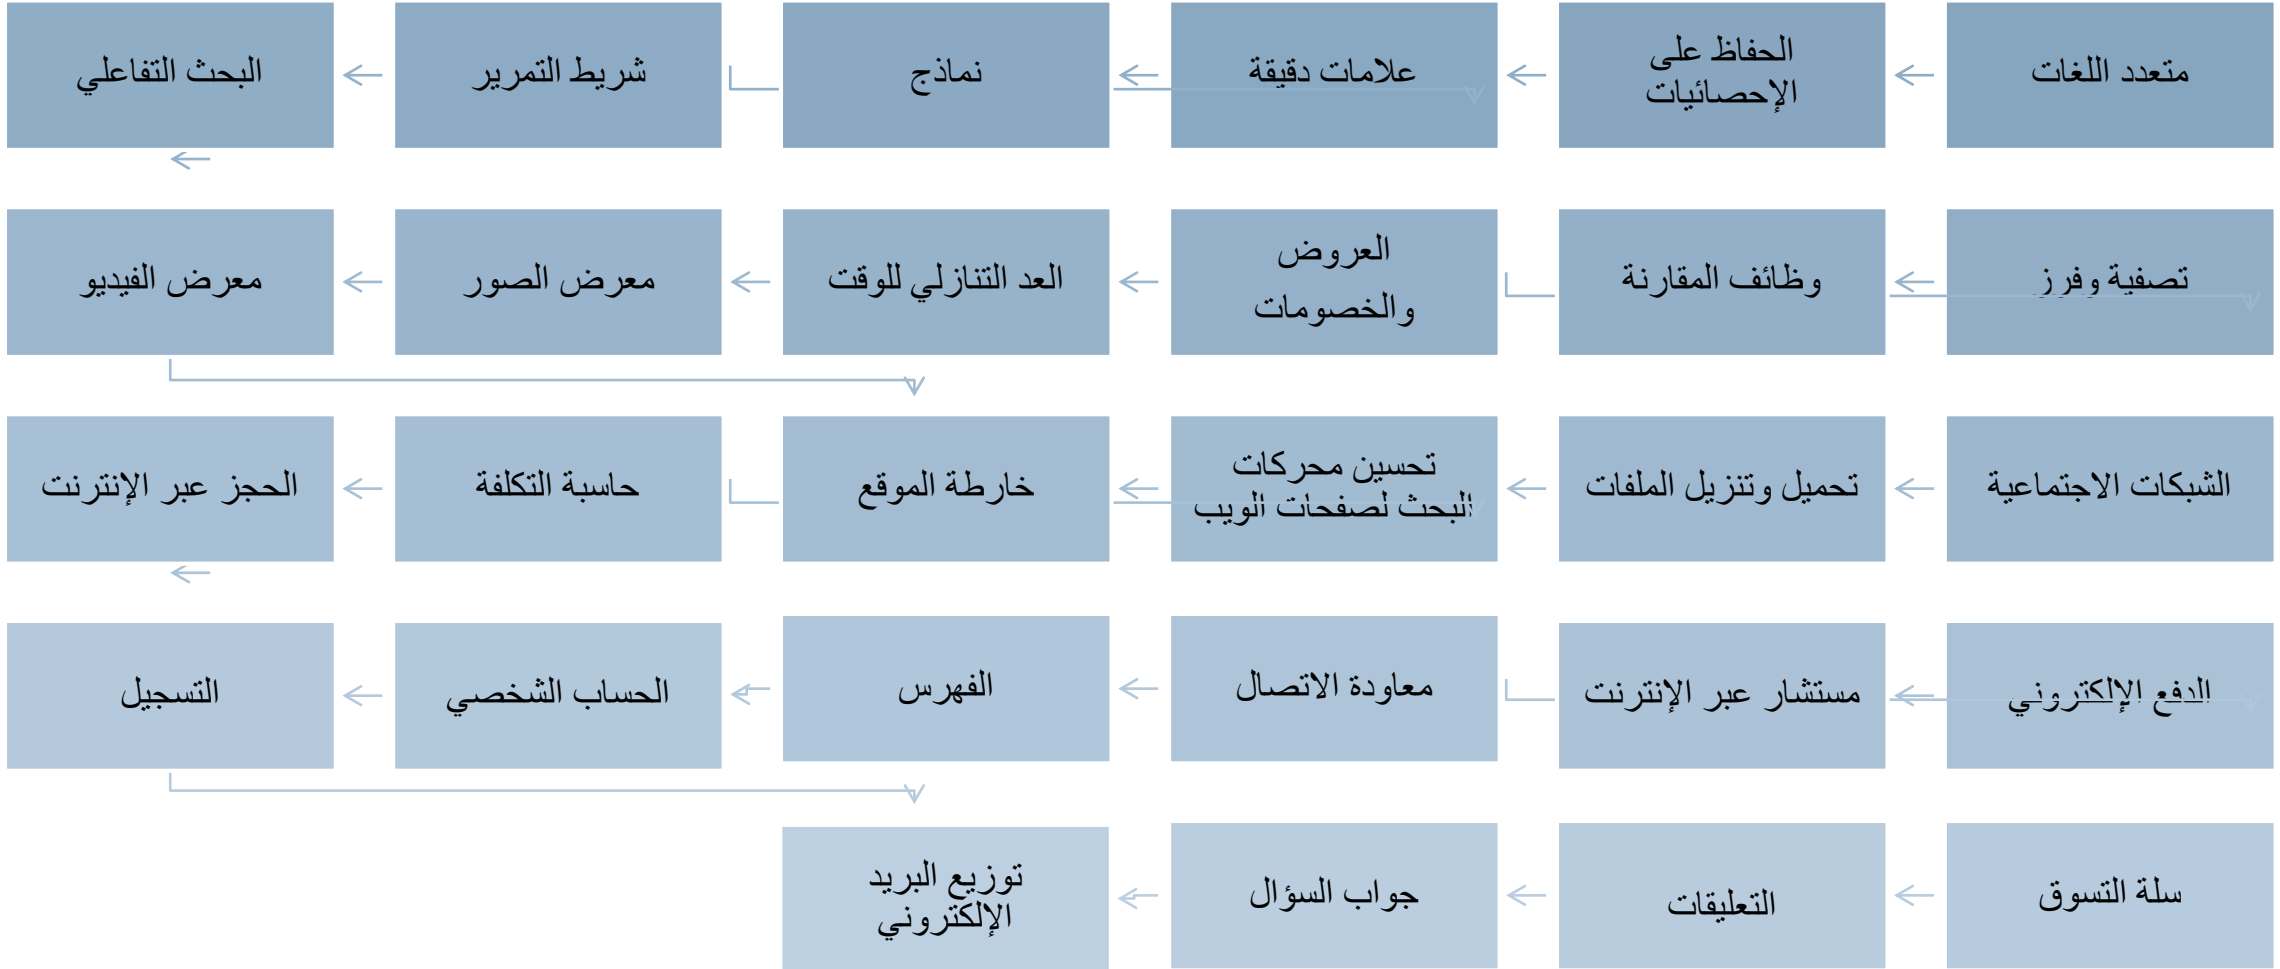 متعدد اللغات
الحفاظ على
الإحصائيات
علامات دقيقة
نماذج
شريط التمرير
البحث التفاعلي
تصفية وفرز
وظائف المقارنة
العروض
والخصومات
العد التنازلي للوقت
معرض الصور
معرض الفيديو
الشبكات الاجتماعية
تحميل وتنزيل الملفات
تحسين محركات
البحث لصفحات الويب
خارطة الموقع
حاسبة التكلفة
الحجز عبر الإنترنت
الدفع الإلكتروني
مستشار عبر الإنترنت
معاودة الاتصال
الفهرس
الحساب الشخصي
التسجيل
سلة التسوق
التعليقات
جواب السؤال
توزيع البريد
الإلكتروني